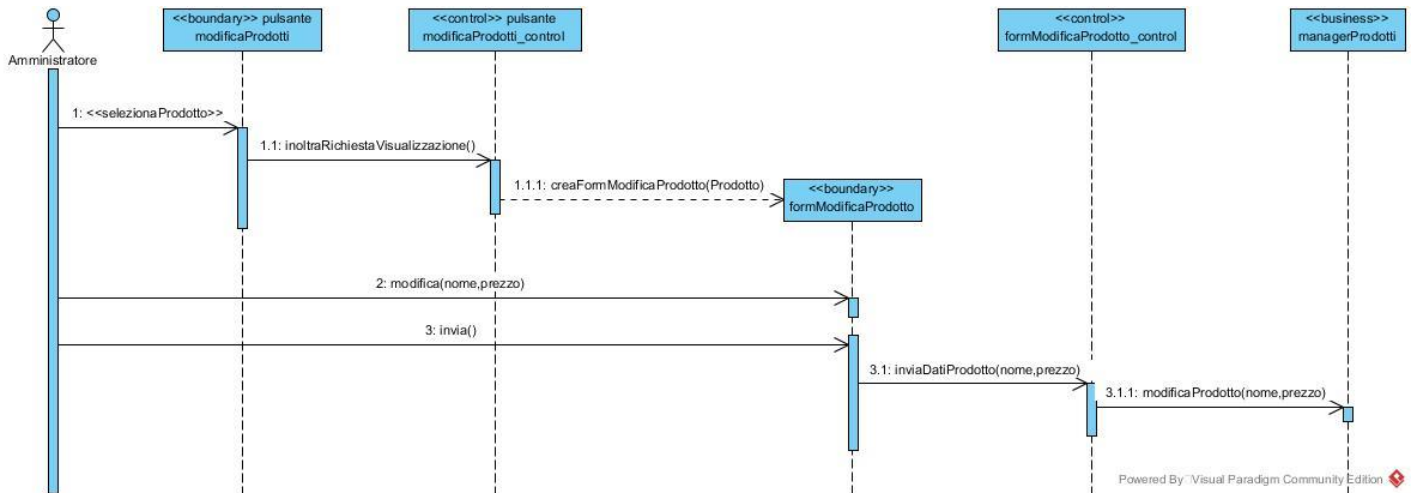 <<boundary>> pulsante
modificaProdotti
<<control>> pulsante
modificaProdotti_control
<<control>>
formModificaProdotto_control
<<business>>
managerProdotti
Amministratore
1: <<selezionaProdotto>>
1.1: inoltraRichiestaVisualizzazione()
1.1.1: creaFormModificaProdotto(Prodotto)
<<boundary>>
formModificaProdotto
2: modifica(nome,prezzo)
3: invia()
3.1: inviaDatiProdotto(nome,prezzo)
3.1.1: modificaProdotto(nome,prezzo)
Powered By Visual Paradigm Community Edition